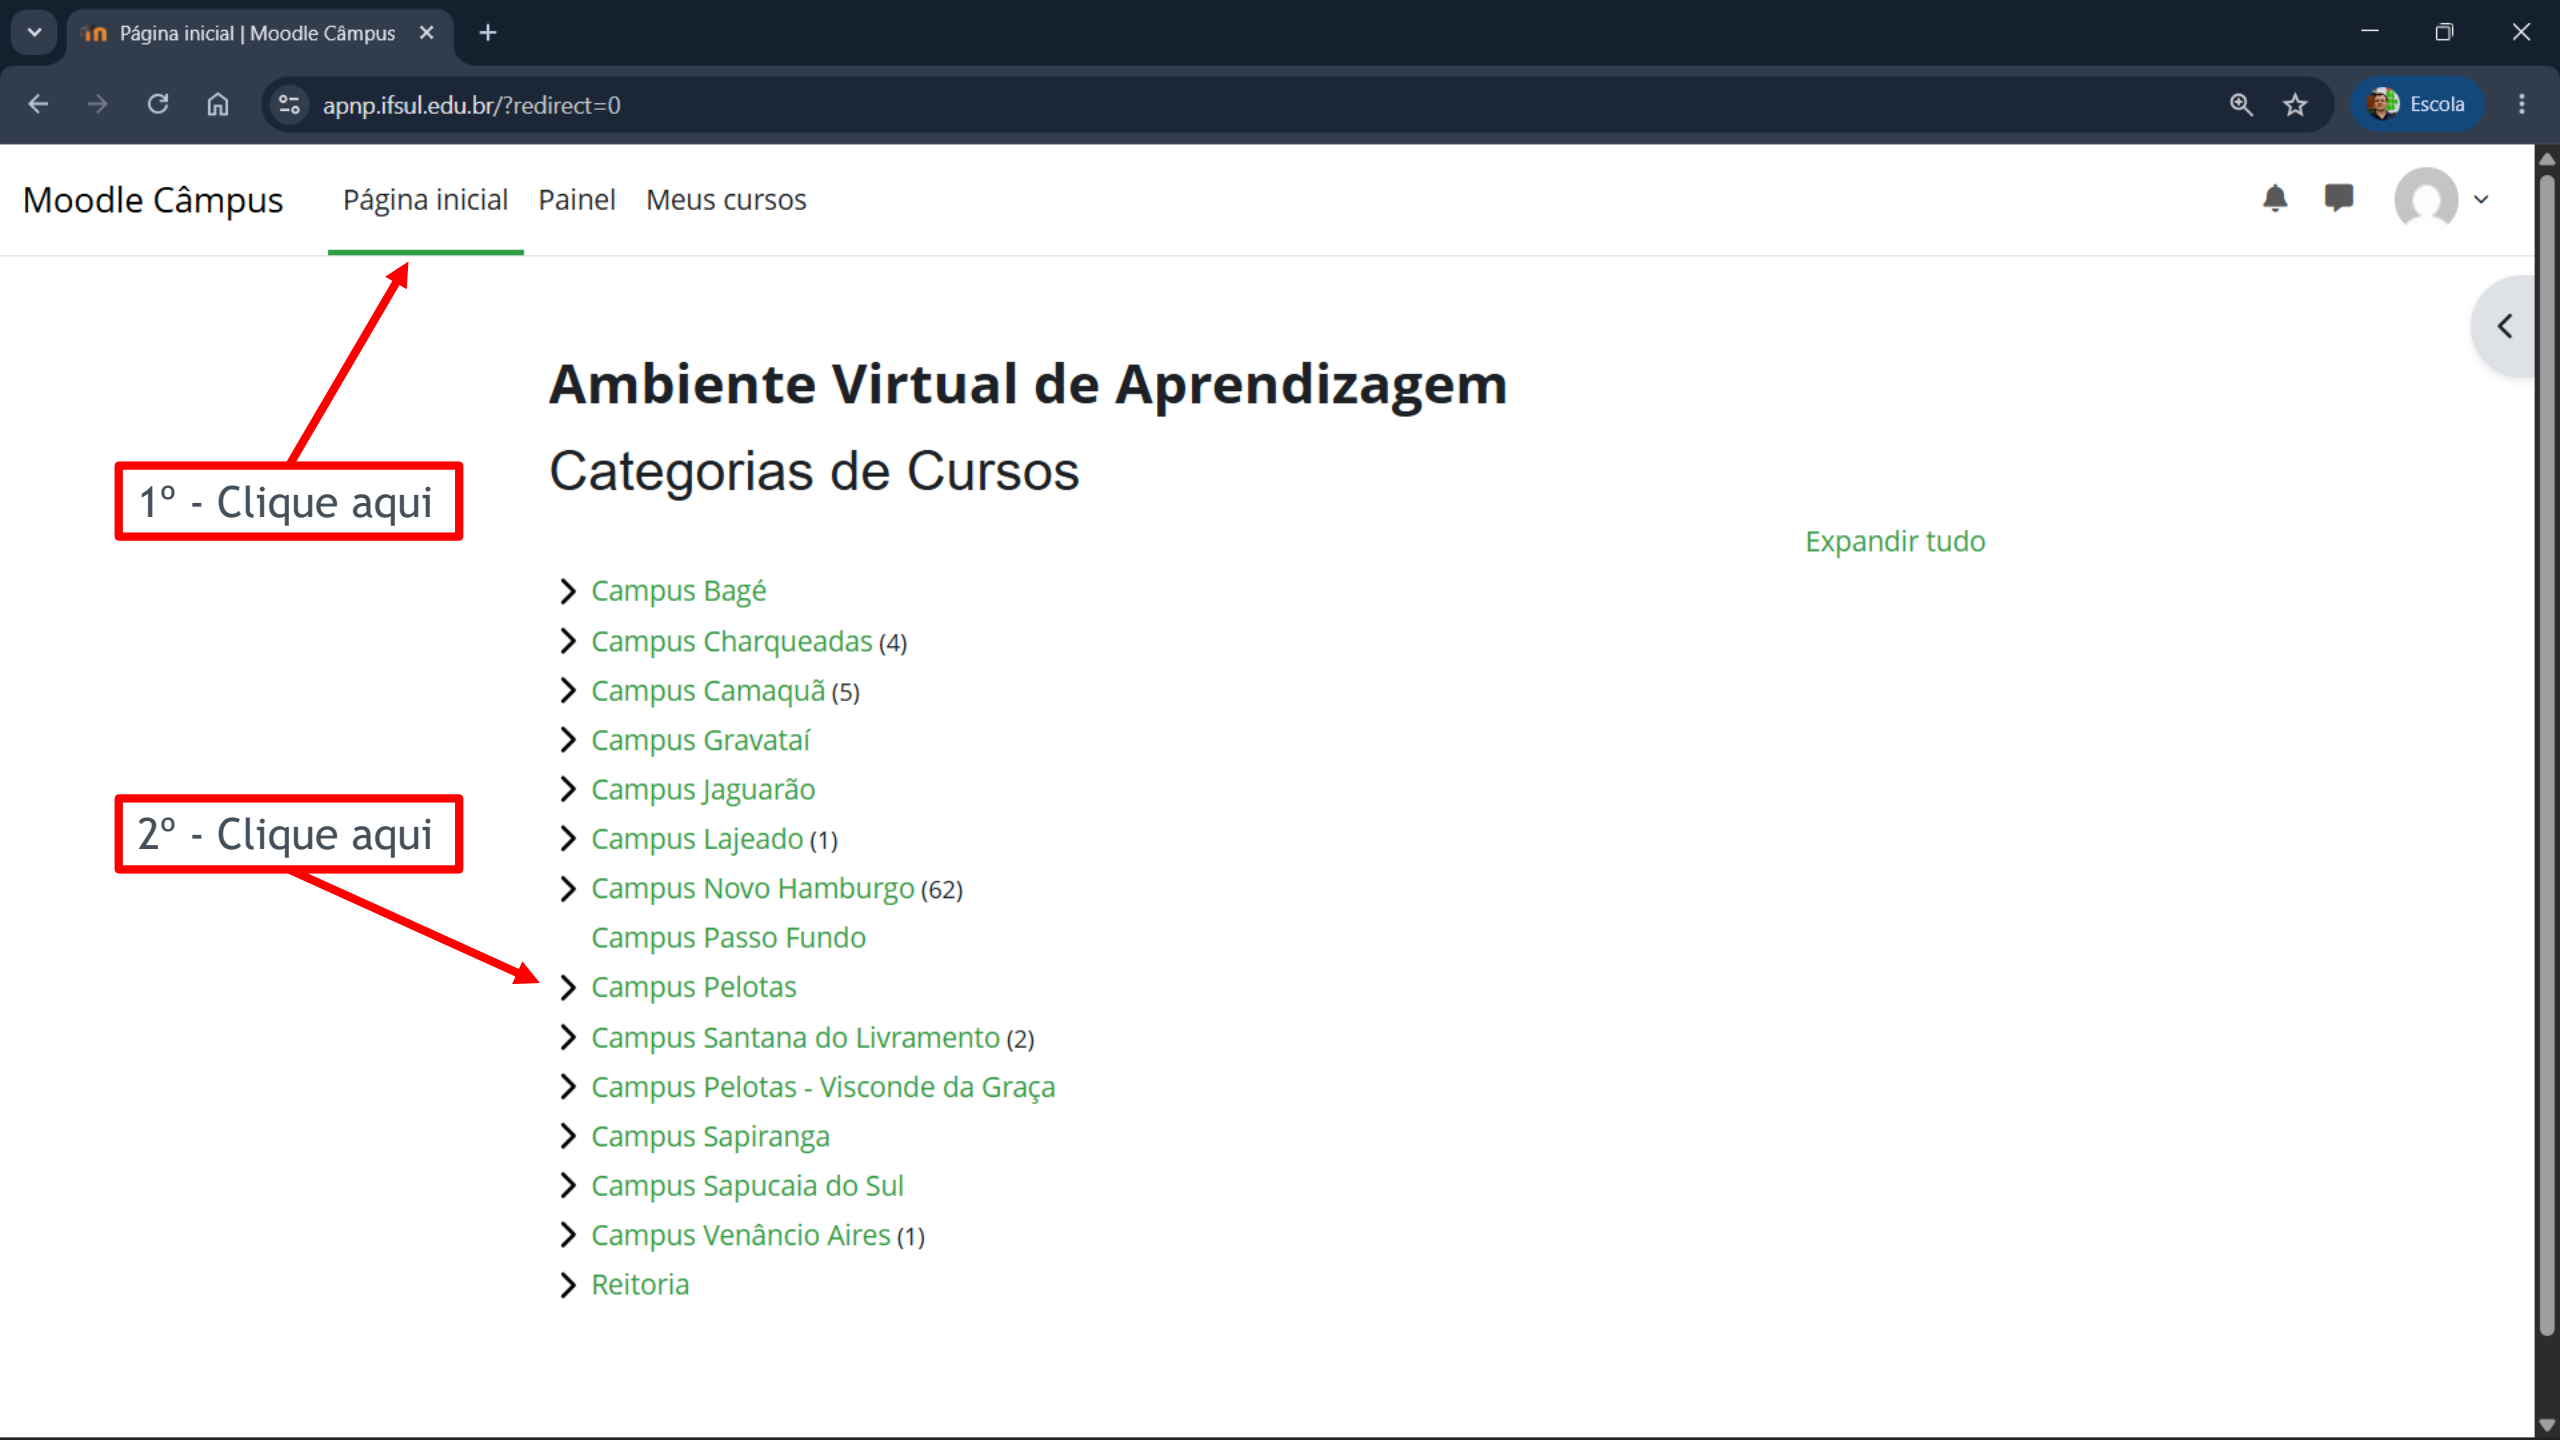 Página inicial | Moodle Câmpus
apnp.ifsul.edu.br/?redirect=0
Escola
Moodle Câmpus
Página inicial
Painel
Meus cursos
Ambiente Virtual de Aprendizagem
Categorias de Cursos
1º - Clique aqui
Expandir tudo
Campus Bagé
Campus Charqueadas (4)
Campus Camaquã (5)
Campus Gravataí
Campus Jaguarão
2º - Clique aqui
Campus Lajeado (1)
Campus Novo Hamburgo (62)
Campus Passo Fundo
Campus Pelotas
Campus Santana do Livramento (2)
Campus Pelotas - Visconde da Graça
Campus Sapiranga
Campus Sapucaia do Sul
Campus Venâncio Aires (1)
Reitoria